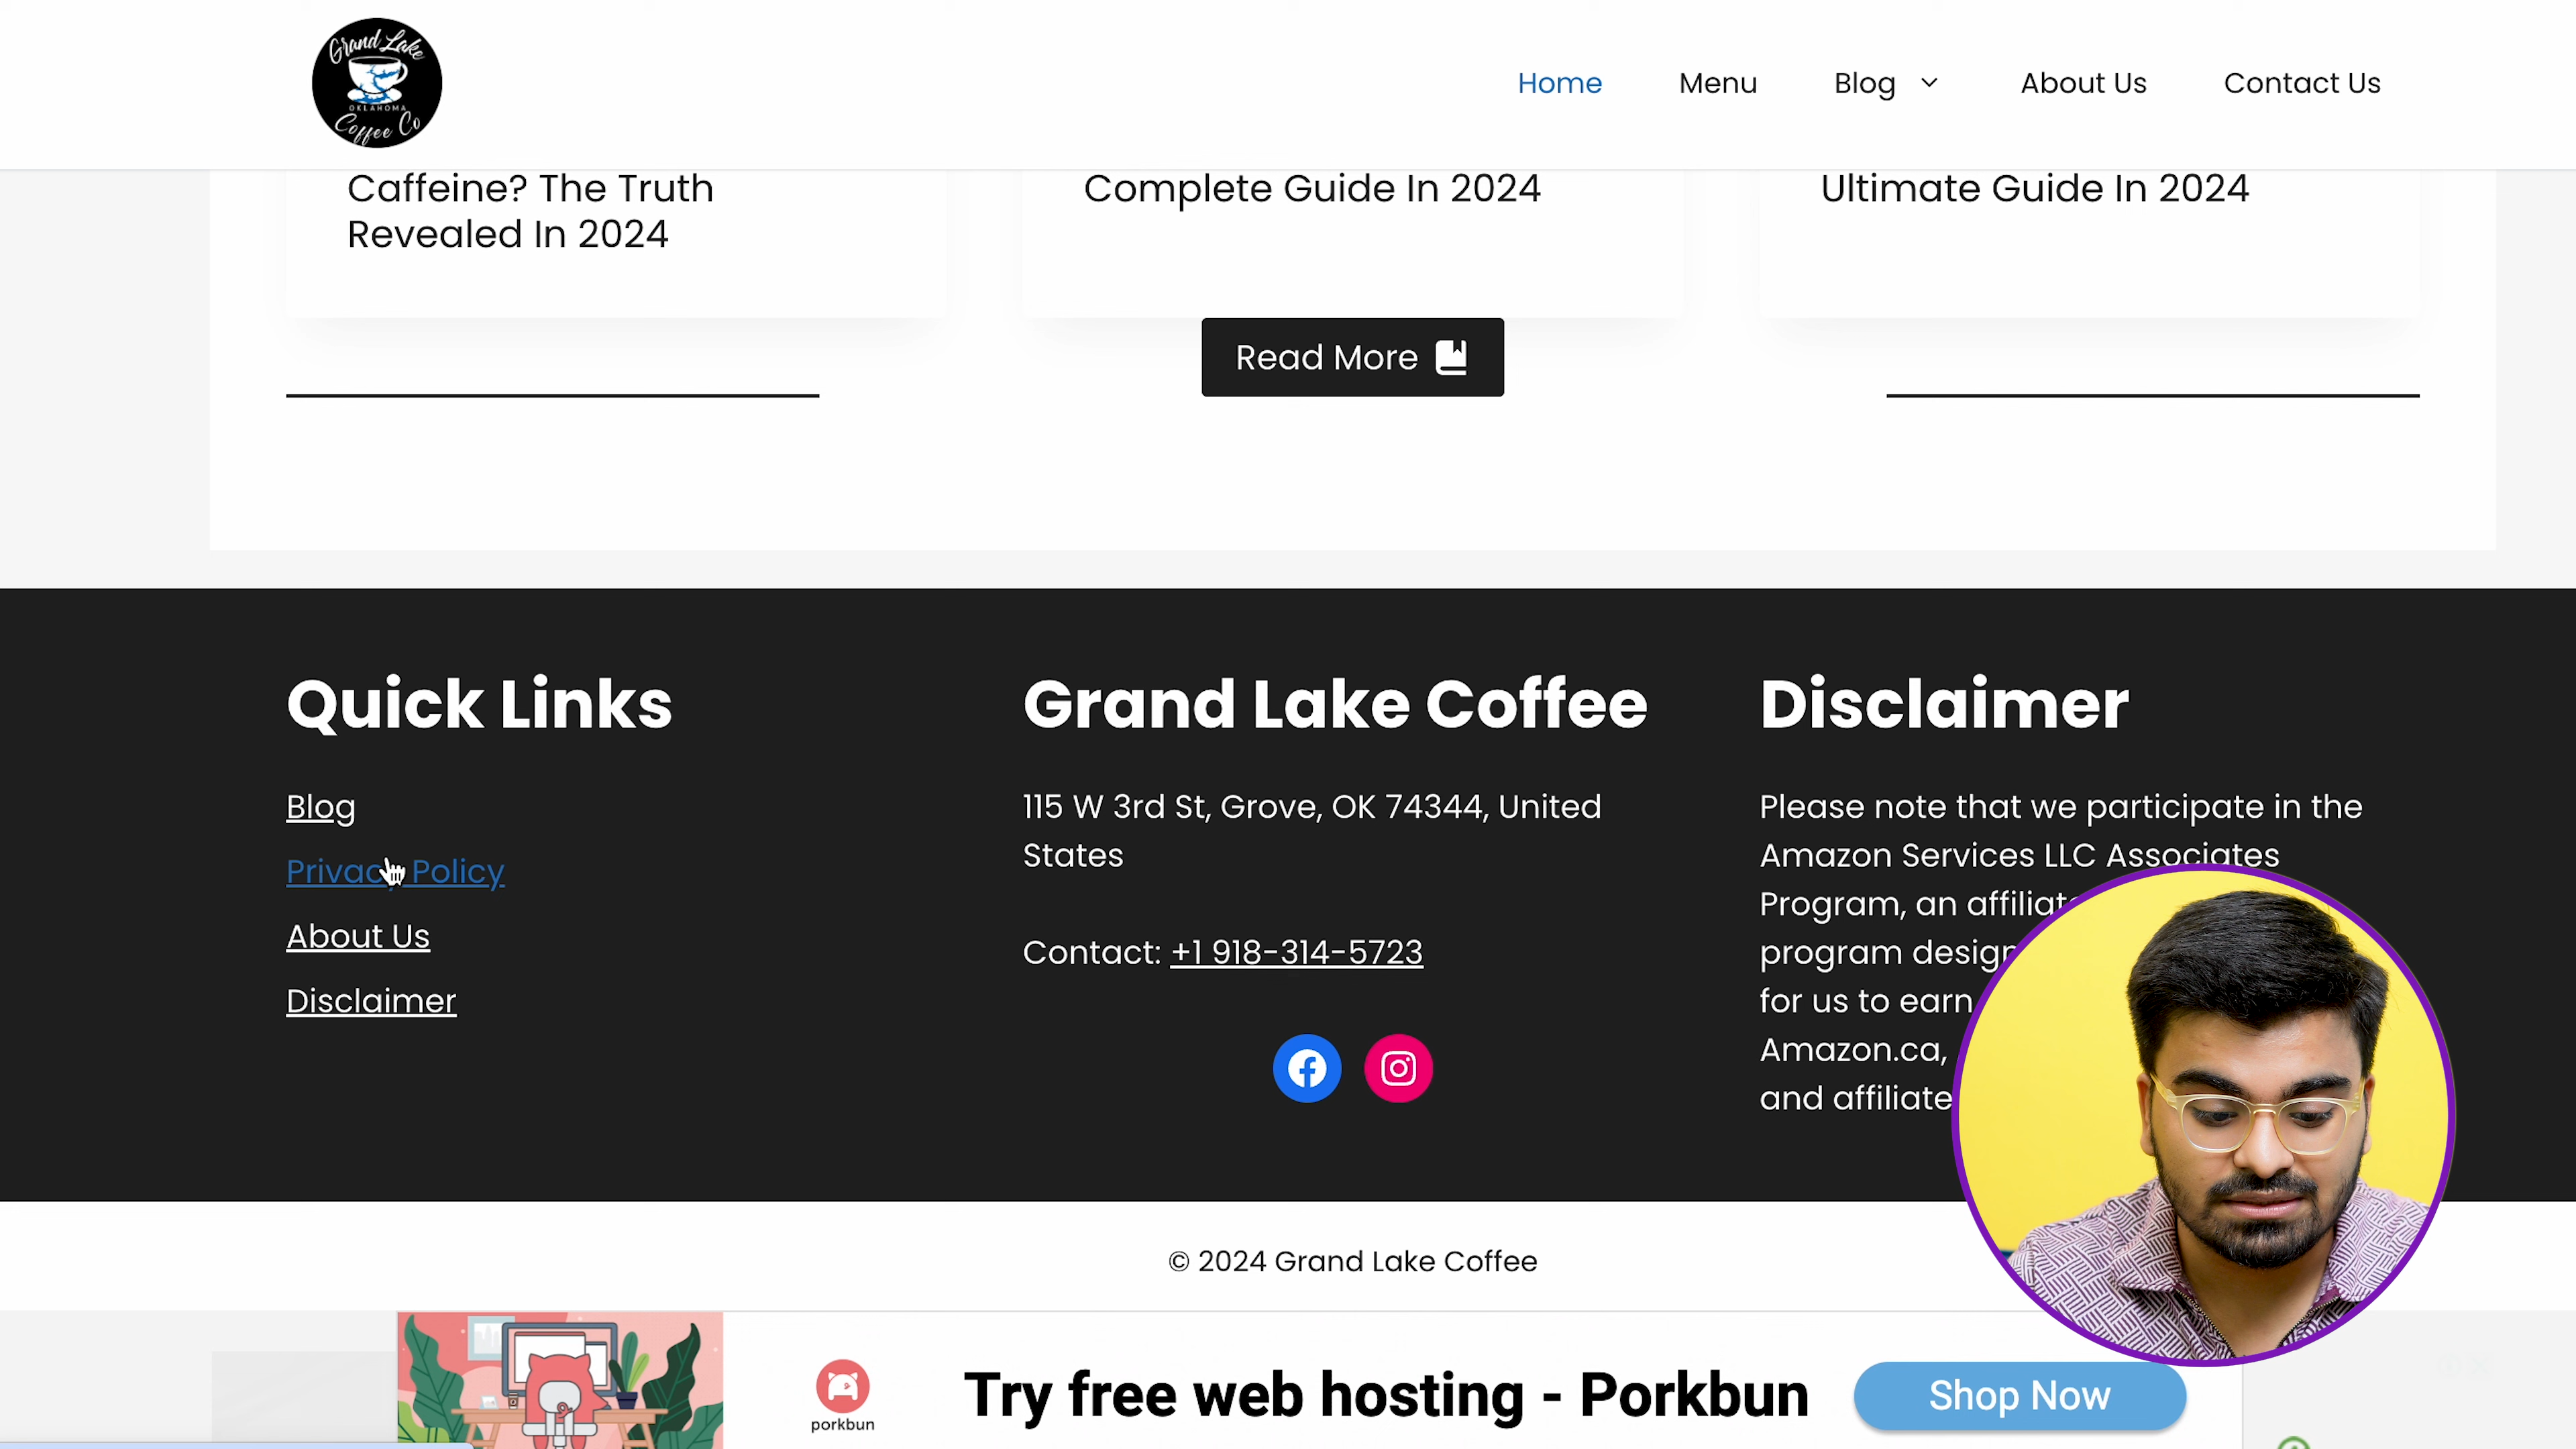 Grand Lake
OKLAHOMA
Coffee Co
Home Menu Blog About Us Contact Us
Caffeine? The Truth
Revealed In 2024
Complete Guide In 2024
Ultimate Guide In 2024
Read More
Quick Links
Blog
Privacy Policy
About Us
Disclaimer
Grand Lake Coffee
115 W 3rd St, Grove, OK 74344, United
States
Contact: +1 918-314-5723
Disclaimer
Please note that we participate in the
Amazon Services LLC Associates
Program, an
program
for us to earn
Amazon.ca,
and
© 2024 Grand Lake Coffee
porkbun
Try free web hosting - Porkbun
Shop Now